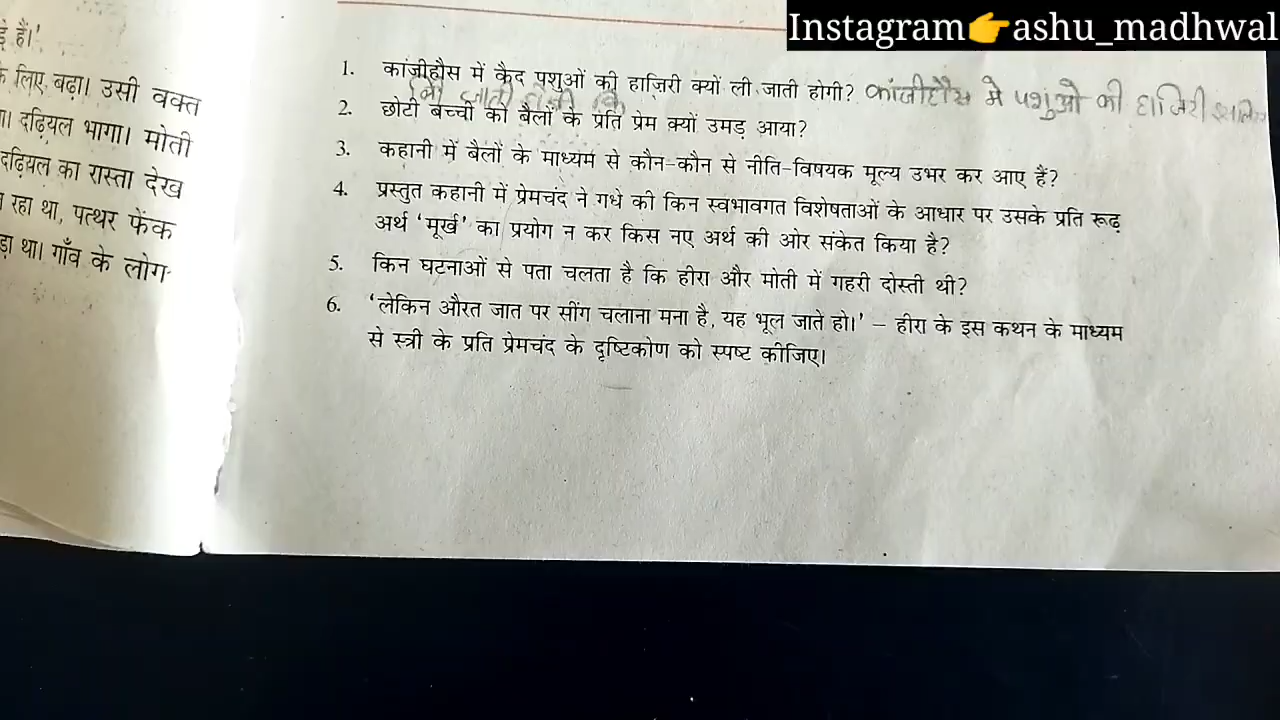 Instagram👉ashu_madhwal
हैं।'
के लिए बढ़ा। उसी वक्त
दढ़ियल भागा। मोती
दढ़ियल का रास्ता देख
रहा था, पत्थर फेंक
था। गाँव के लोग
1. कांजीहौस में कैद पशुओं की हाज़िरी क्यों ली जाती होगी? कांजीहौस मे पशुओ की हाजिरी
ली जाती होगी कि
2. छोटी बच्ची को बैलों के प्रति प्रेम क्यों उमड़ आया?
3. कहानी में बैलों के माध्यम से कौन-कौन से नीति-विषयक मूल्य उभर कर आए हैं?
4. प्रस्तुत कहानी में प्रेमचंद ने गधे की किन स्वभावगत विशेषताओं के आधार पर उसके प्रति रूढ़
अर्थ 'मूर्ख' का प्रयोग न कर किस नए अर्थ की ओर संकेत किया है?
5. किन घटनाओं से पता चलता है कि हीरा और मोती में गहरी दोस्ती थी?
6. 'लेकिन औरत जात पर सींग चलाना मना है, यह भूल जाते हो।' – हीरा के इस कथन के माध्यम
से स्त्री के प्रति प्रेमचंद के दृष्टिकोण को स्पष्ट कीजिए।